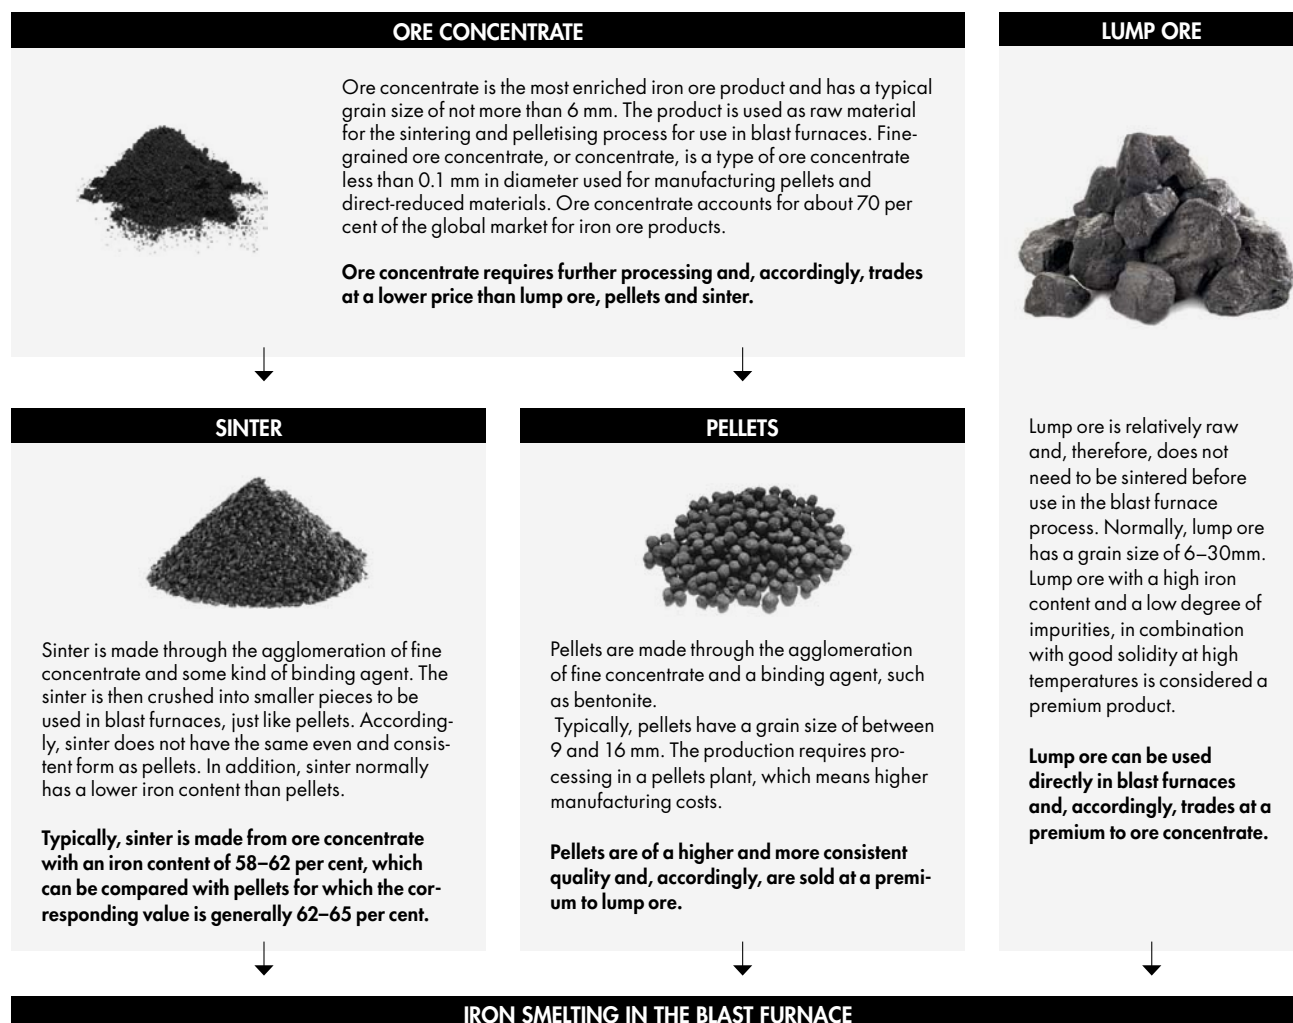 ORE CONCENTRATE
Ore concentrate is the most enriched iron ore product and has a typical
grain size of not more than 6 mm. The product is used as raw material
for the sintering and pelletising process for use in blast furnaces. Fine-
grained ore concentrate, or concentrate, is a type of ore concentrate
less than 0.1 mm in diameter used for manufacturing pellets and
direct-reduced materials. Ore concentrate accounts for about 70 per
cent of the global market for iron ore products.
Ore concentrate requires further processing and, accordingly, trades
at a lower price than lump ore, pellets and sinter.
LUMP ORE
Lump ore is relatively raw
and, therefore, does not
need to be sintered before
use in the blast furnace
process. Normally, lump ore
has a grain size of 6–30mm.
Lump ore with a high iron
content and a low degree of
impurities, in combination
with good solidity at high
temperatures is considered a
premium product.
Lump ore can be used
directly in blast furnaces
and, accordingly, trades at a
premium to ore concentrate.
SINTER
Sinter is made through the agglomeration of fine
concentrate and some kind of binding agent. The
sinter is then crushed into smaller pieces to be
used in blast furnaces, just like pellets. According-
ly, sinter does not have the same even and consis-
tent form as pellets. In addition, sinter normally
has a lower iron content than pellets.
Typically, sinter is made from ore concentrate
with an iron content of 58–62 per cent, which
can be compared with pellets for which the cor-
responding value is generally 62–65 per cent.
PELLETS
Pellets are made through the agglomeration
of fine concentrate and a binding agent, such
as bentonite.
Typically, pellets have a grain size of between
9 and 16 mm. The production requires pro-
cessing in a pellets plant, which means higher
manufacturing costs.
Pellets are of a higher and more consistent
quality and, accordingly, are sold at a premi-
um to lump ore.
IRON SMELTING IN THE BLAST FURNACE